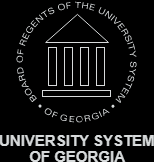 BOARD OF REGENTS OF THE UNIVERSITY SYSTEM
• OF GEORGIA •
UNIVERSITY SYSTEM
OF GEORGIA